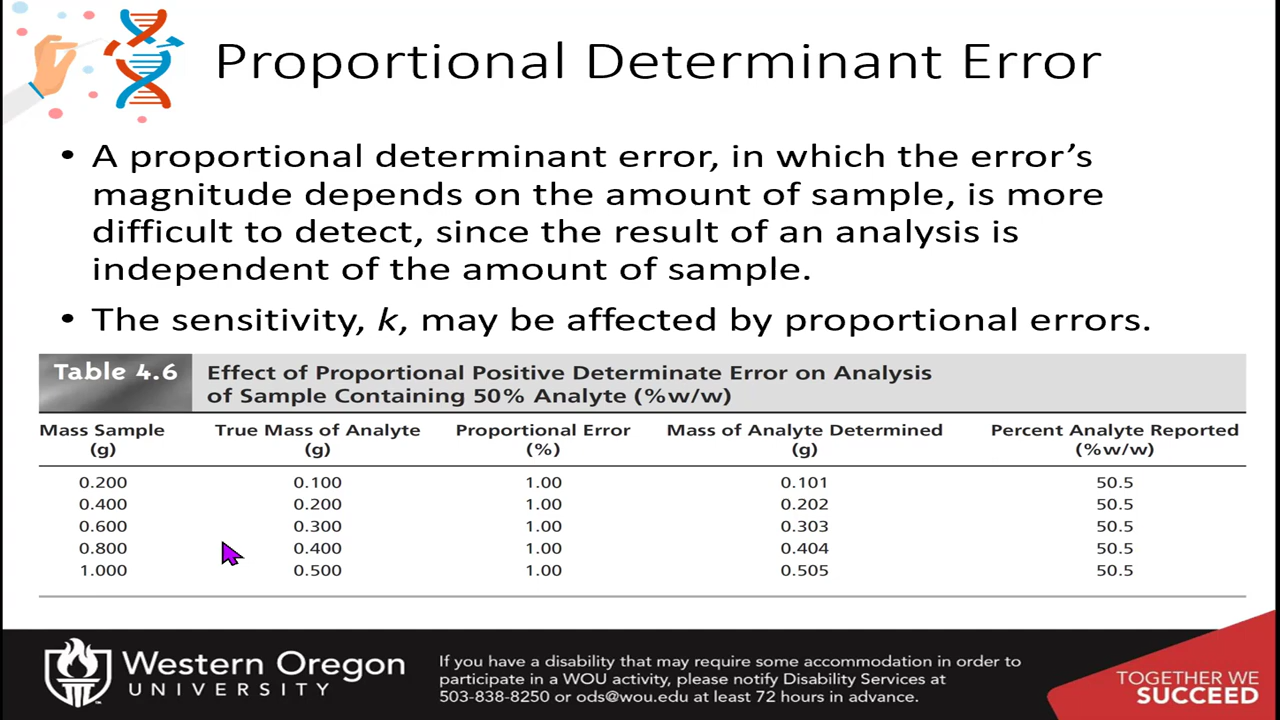 Proportional Determinant Error
• A proportional determinant error, in which the error's
magnitude depends on the amount of sample, is more
difficult to detect, since the result of an analysis is
independent of the amount of sample.
• The sensitivity, k, may be affected by proportional errors.
Table 4.6 Effect of Proportional Positive Determinate Error on Analysis
of Sample Containing 50% Analyte (%w/w)
Mass Sample True Mass of Analyte Proportional Error Mass of Analyte Determined Percent Analyte Reported
(g) (g) (%) (g) (%w/w)
0.200 0.100 1.00 0.101 50.5
0.400 0.200 1.00 0.202 50.5
0.600 0.300 1.00 0.303 50.5
0.800 0.400 1.00 0.404 50.5
1.000 0.500 1.00 0.505 50.5
Western Oregon
UNIVERSITY
If you have a disability that may require some accommodation in order to
participate in a WOU activity, please notify Disability Services at
503-838-8250 or ods@wou.edu at least 72 hours in advance.
TOGETHER WE
SUCCEED